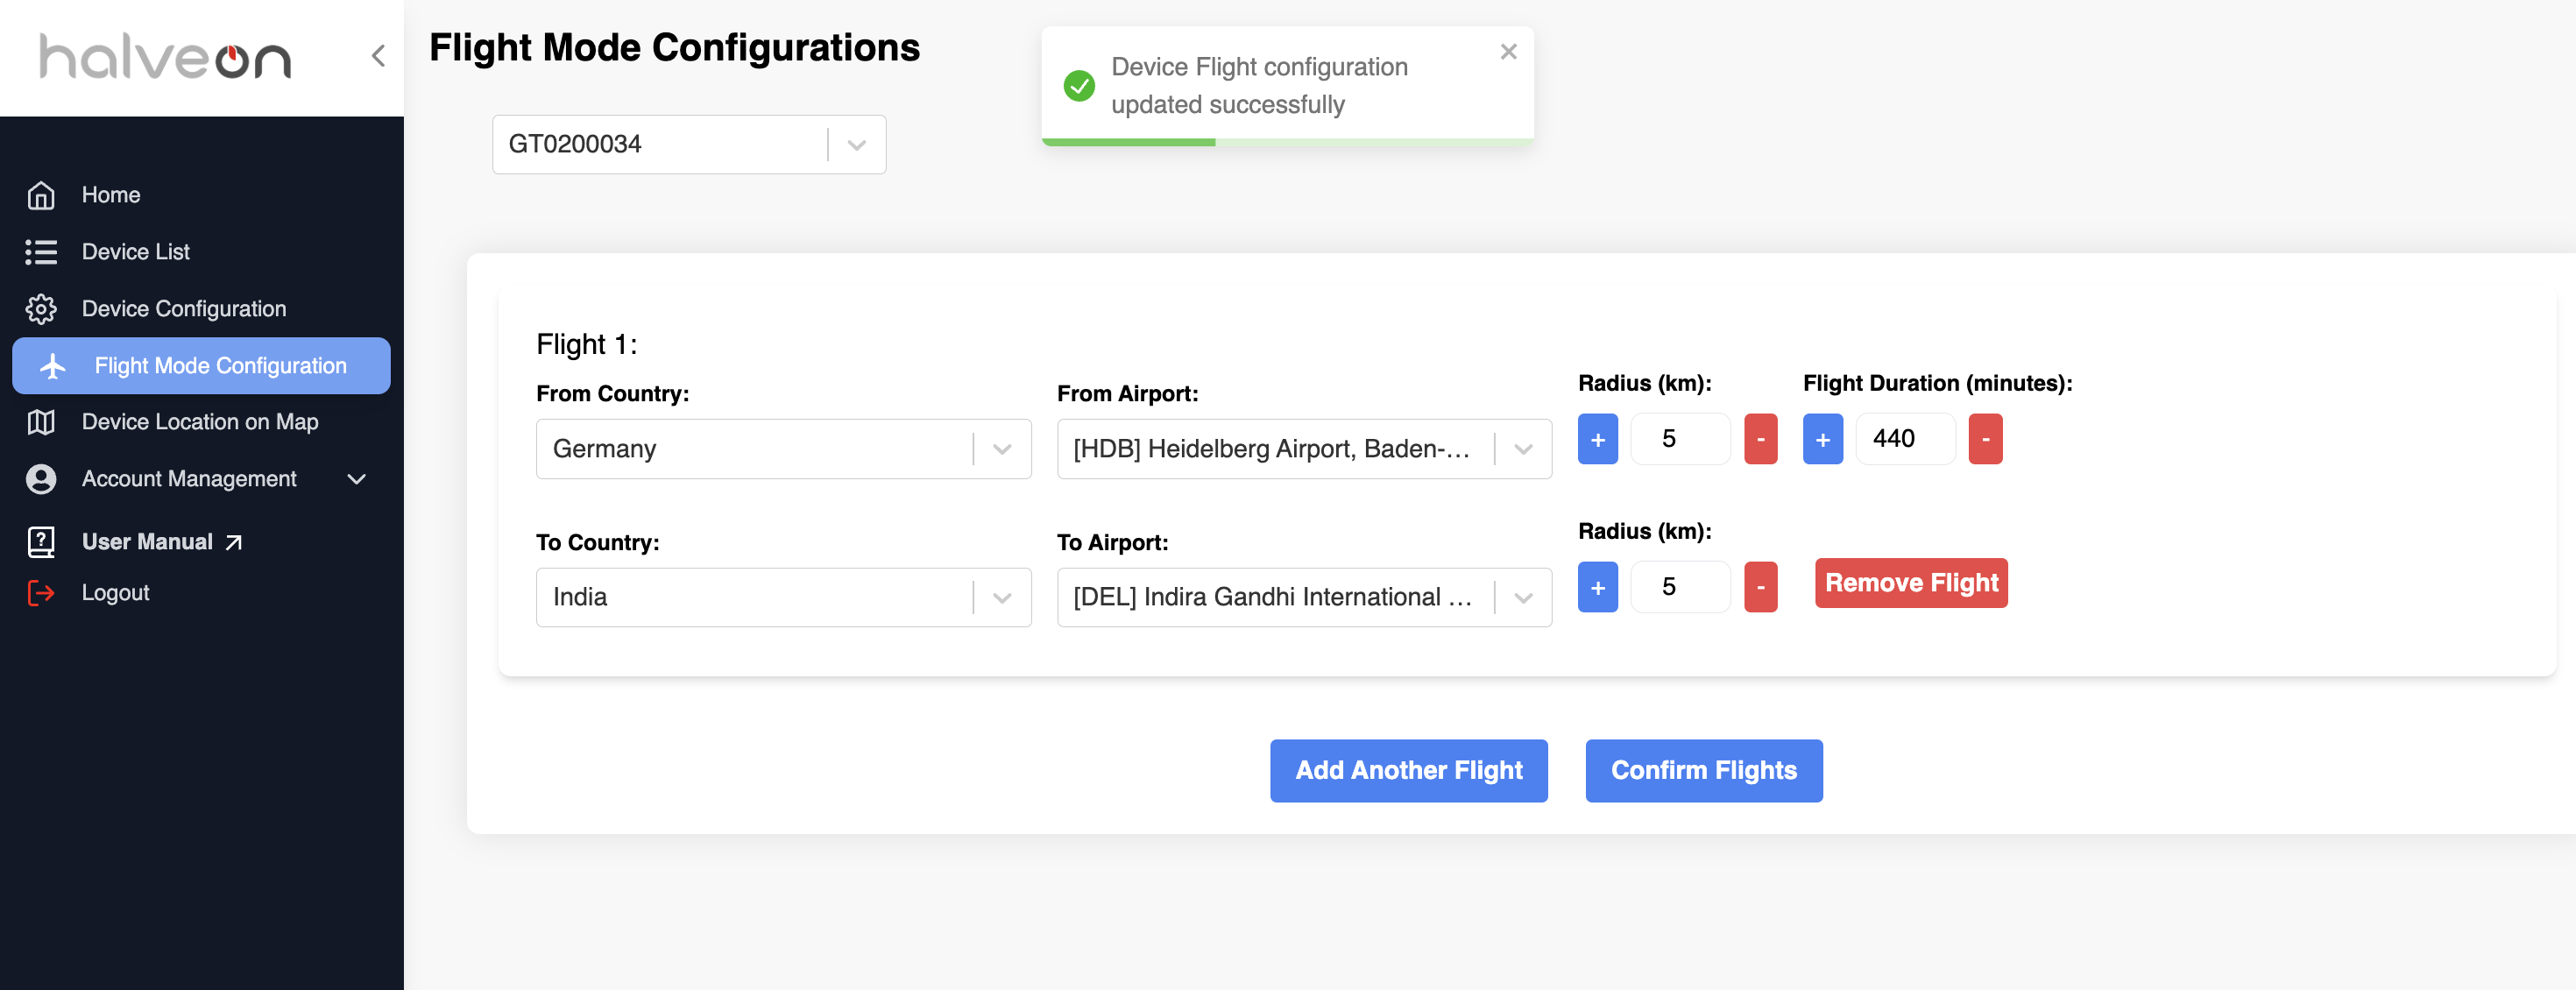 halveon
Home
Device List
Device Configuration
Flight Mode Configuration
Device Location on Map
Account Management
User Manual
Logout
Flight Mode Configurations
Device Flight configuration
updated successfully
GT0200034
Flight 1:
From Country:
From Airport:
Radius (km):
Flight Duration (minutes):
Germany
[HDB] Heidelberg Airport, Baden-...
+ 5 -
+ 440 -
To Country:
To Airport:
Radius (km):
India
[DEL] Indira Gandhi International ...
+ 5 -
Remove Flight
Add Another Flight
Confirm Flights